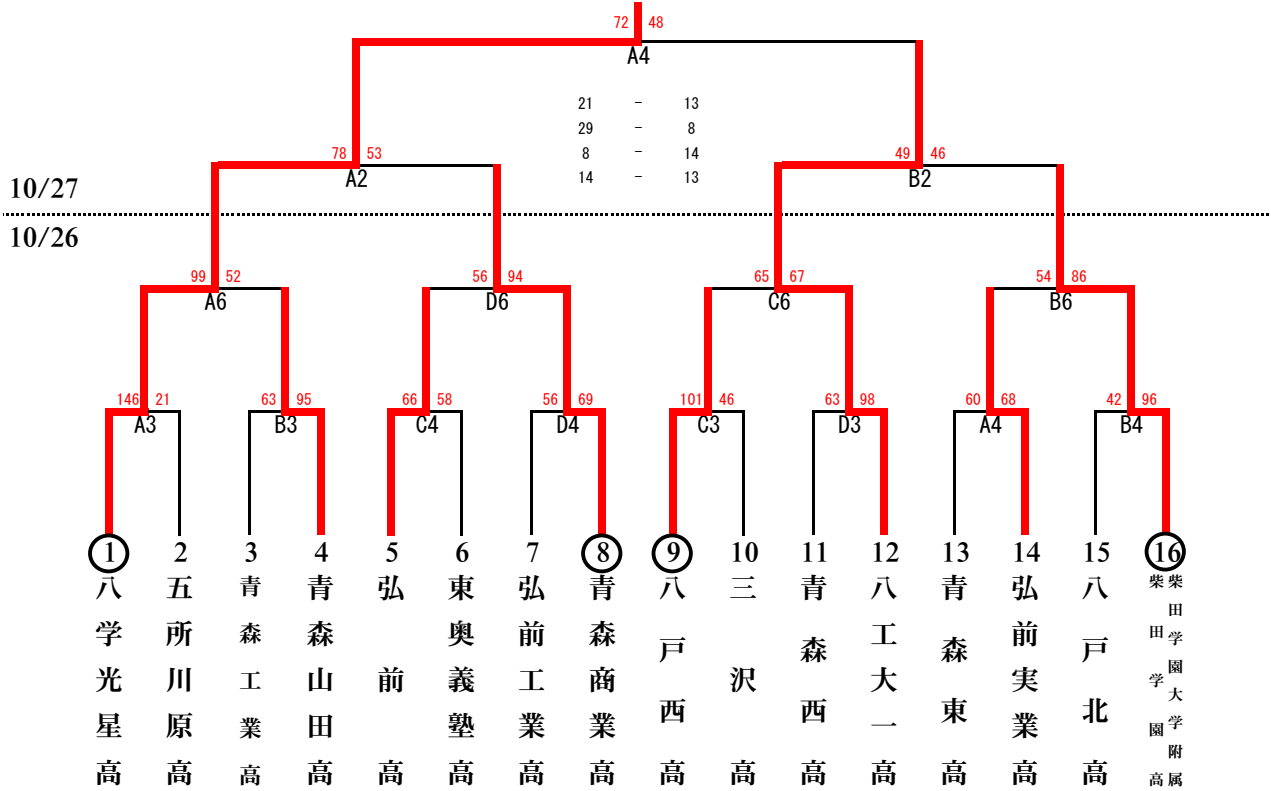 72 48
A4
21 - 13
29 - 8
8 - 14
14 - 13
78 53
A2
49 46
B2
10/27
10/26
99 52
A6
56 94
D6
65 67
C6
54 86
B6
146 21
A3
63 95
B3
66 58
C4
56 69
D4
101 46
C3
63 98
D3
60 68
A4
42 96
B4
1
八学光星高
2
五所川原高
3
青森工業高
4
青森山田高
5
弘前高
6
東奥義塾高
7
弘前工業高
8
青森商業高
9
八戸西高
10
三沢高
11
青森西高
12
八工大一高
13
青森東高
14
弘前実業高
15
八戸北高
16
柴田学園大学附属
柴田学園高